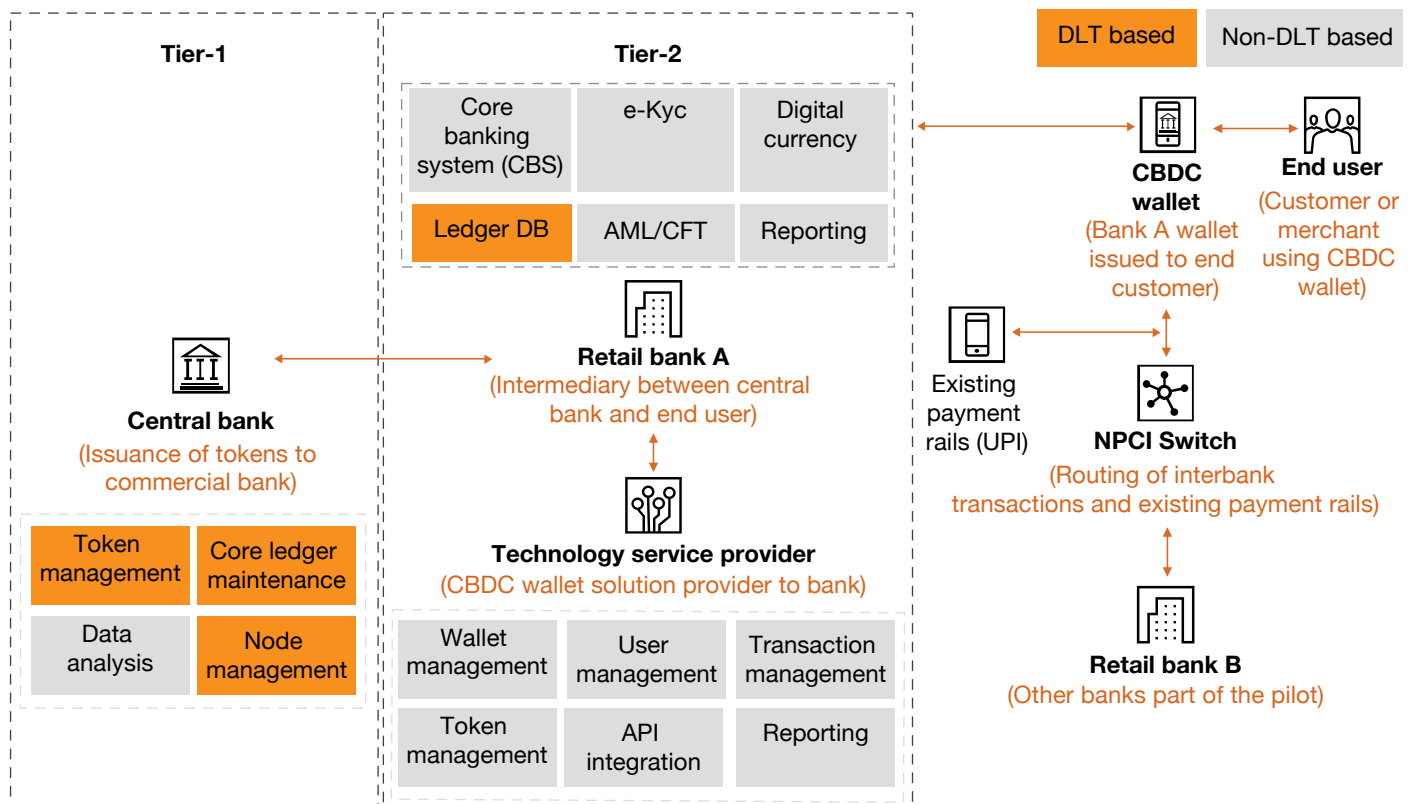 Tier-1
Tier-2
DLT based
Non-DLT based
Core
banking
system (CBS)
e-Kyc
Digital
currency
Ledger DB
AML/CFT
Reporting
Retail bank A
(Intermediary between central
bank and end user)
Central bank
(Issuance of tokens to
commercial bank)
Token
management
Core ledger
maintenance
Data
analysis
Node
management
Technology service provider
(CBDC wallet solution provider to bank)
Wallet
management
User
management
Transaction
management
Token
management
API
integration
Reporting
CBDC
wallet
(Bank A wallet
issued to end
customer)
End user
(Customer or
merchant
using CBDC
wallet)
Existing
payment
rails (UPI)
NPCI Switch
(Routing of interbank
transactions and existing payment rails)
Retail bank B
(Other banks part of the pilot)